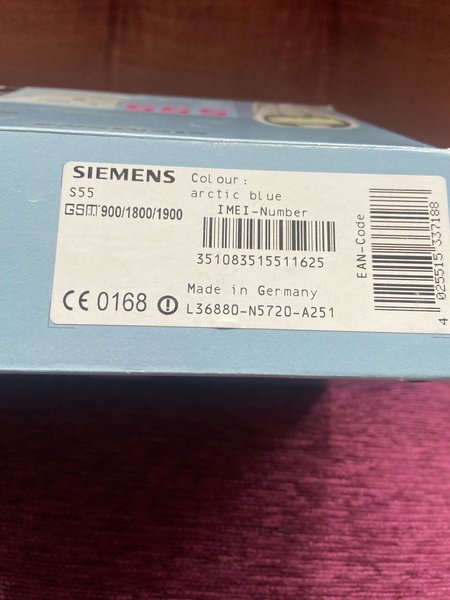 S55
SIEMENS
S55
GSM 900/1800/1900
Colour:
arctic blue
IMEI-Number
351083515511625
Made in Germany
CE 0168
L36880-N5720-A251
EAN-Code
4 025515 337188